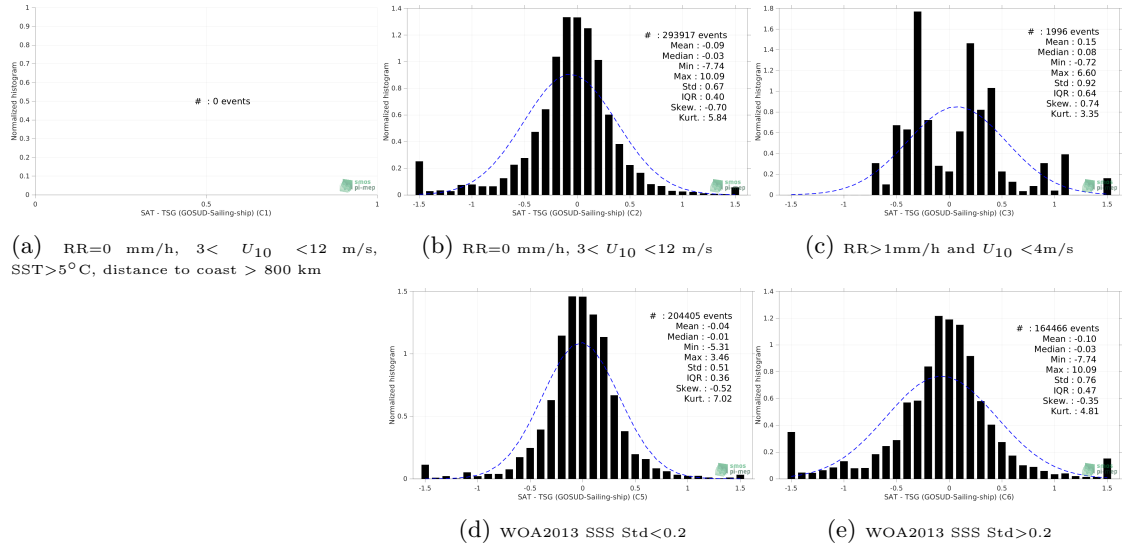 1
0.9
0.8
0.7
0.6
0.5
0.4
0.3
0.2
0.1
0
Normalized histogram
# : 0 events
smos
pi-mep
0 0.5 1
SAT - TSG (GOSUD-Sailing-ship) (C1)
(a) RR=0 mm/h, 3< U10 <12 m/s,
SST>5°C, distance to coast > 800 km
1.4
1.2
1
0.8
0.6
0.4
0.2
0
Normalized histogram
# : 293917 events
Mean : -0.09
Median : -0.03
Min : -7.74
Max : 10.09
Std : 0.67
IQR : 0.40
Skew. : -0.70
Kurt. : 5.84
smos
pi-mep
-1.5 -1 -0.5 0 0.5 1 1.5
SAT - TSG (GOSUD-Sailing-ship) (C2)
(b) RR=0 mm/h, 3< U10 <12 m/s
1.8
1.6
1.4
1.2
1
0.8
0.6
0.4
0.2
0
Normalized histogram
# : 1996 events
Mean : 0.15
Median : 0.08
Min : -0.72
Max : 6.60
Std : 0.92
IQR : 0.64
Skew. : 0.74
Kurt. : 3.35
smos
pi-mep
-1.5 -1 -0.5 0 0.5 1 1.5
SAT - TSG (GOSUD-Sailing-ship) (C3)
(c) RR>1mm/h and U10 <4m/s
1.5
1
0.5
0
Normalized histogram
# : 204405 events
Mean : -0.04
Median : -0.01
Min : -5.31
Max : 3.46
Std : 0.51
IQR : 0.36
Skew. : -0.52
Kurt. : 7.02
smos
pi-mep
-1.5 -1 -0.5 0 0.5 1 1.5
SAT - TSG (GOSUD-Sailing-ship) (C5)
(d) WOA2013 SSS Std<0.2
1.4
1.2
1
0.8
0.6
0.4
0.2
0
Normalized histogram
# : 164466 events
Mean : -0.10
Median : -0.03
Min : -7.74
Max : 10.09
Std : 0.76
IQR : 0.47
Skew. : -0.35
Kurt. : 4.81
smos
pi-mep
-1.5 -1 -0.5 0 0.5 1 1.5
SAT - TSG (GOSUD-Sailing-ship) (C6)
(e) WOA2013 SSS Std>0.2